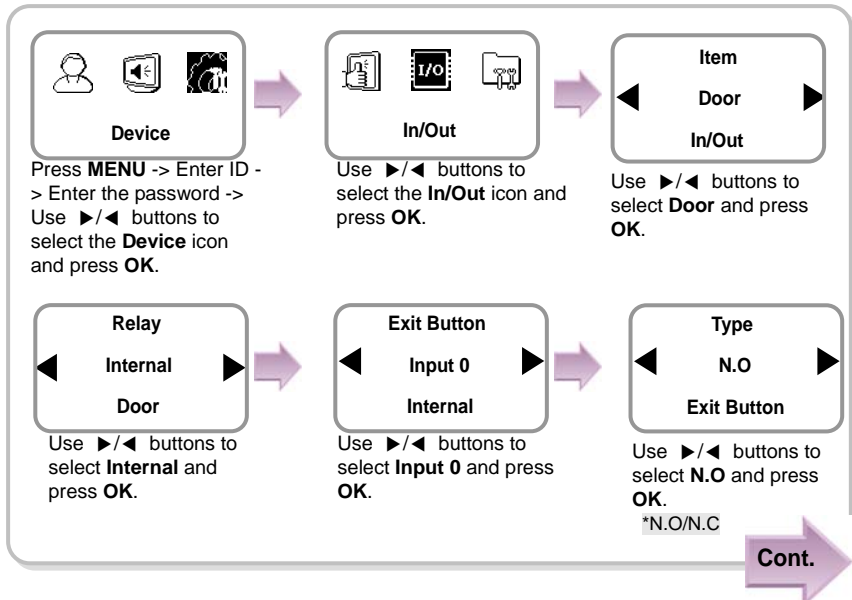 Device
Press MENU -> Enter ID -
> Enter the password ->
Use ▶/◀ buttons to
select the Device icon
and press OK.
I/O
In/Out
Use ▶/◀ buttons to
select the In/Out icon and
press OK.
Item
Door
In/Out
Use ▶/◀ buttons to
select Door and press
OK.
Relay
Internal
Door
Use ▶/◀ buttons to
select Internal and
press OK.
Exit Button
Input 0
Internal
Use ▶/◀ buttons to
select Input 0 and press
OK.
Type
N.O
Exit Button
Use ▶/◀ buttons to
select N.O and press
OK.
*N.O/N.C
Cont.